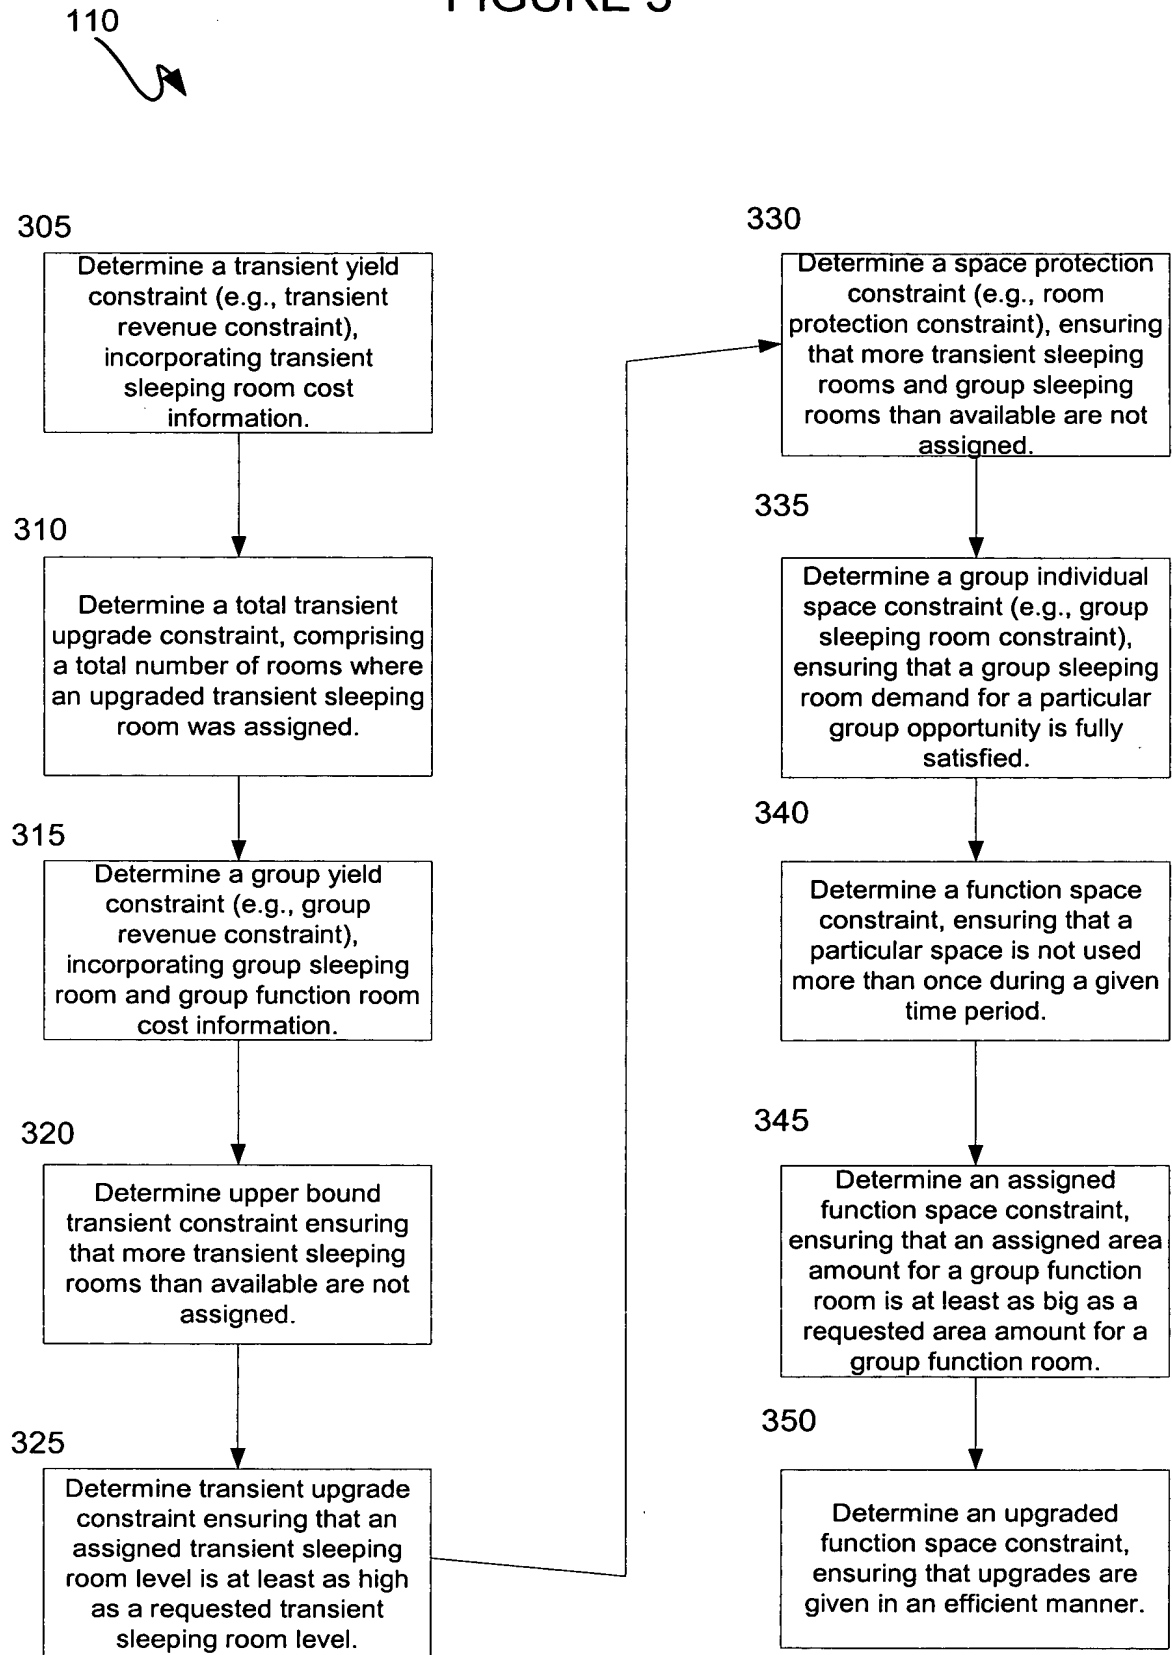 FIGURE 3
110
305
Determine a transient yield
constraint (e.g., transient
revenue constraint),
incorporating transient
sleeping room cost
information.
310
Determine a total transient
upgrade constraint, comprising
a total number of rooms where
an upgraded transient sleeping
room was assigned.
315
Determine a group yield
constraint (e.g., group
revenue constraint),
incorporating group sleeping
room and group function room
cost information.
320
Determine upper bound
transient constraint ensuring
that more transient sleeping
rooms than available are not
assigned.
325
Determine transient upgrade
constraint ensuring that an
assigned transient sleeping
room level is at least as high
as a requested transient
sleeping room level.
330
Determine a space protection
constraint (e.g., room
protection constraint), ensuring
that more transient sleeping
rooms and group sleeping
rooms than available are not
assigned.
335
Determine a group individual
space constraint (e.g., group
sleeping room constraint),
ensuring that a group sleeping
room demand for a particular
group opportunity is fully
satisfied.
340
Determine a function space
constraint, ensuring that a
particular space is not used
more than once during a given
time period.
345
Determine an assigned
function space constraint,
ensuring that an assigned area
amount for a group function
room is at least as big as a
requested area amount for a
group function room.
350
Determine an upgraded
function space constraint,
ensuring that upgrades are
given in an efficient manner.